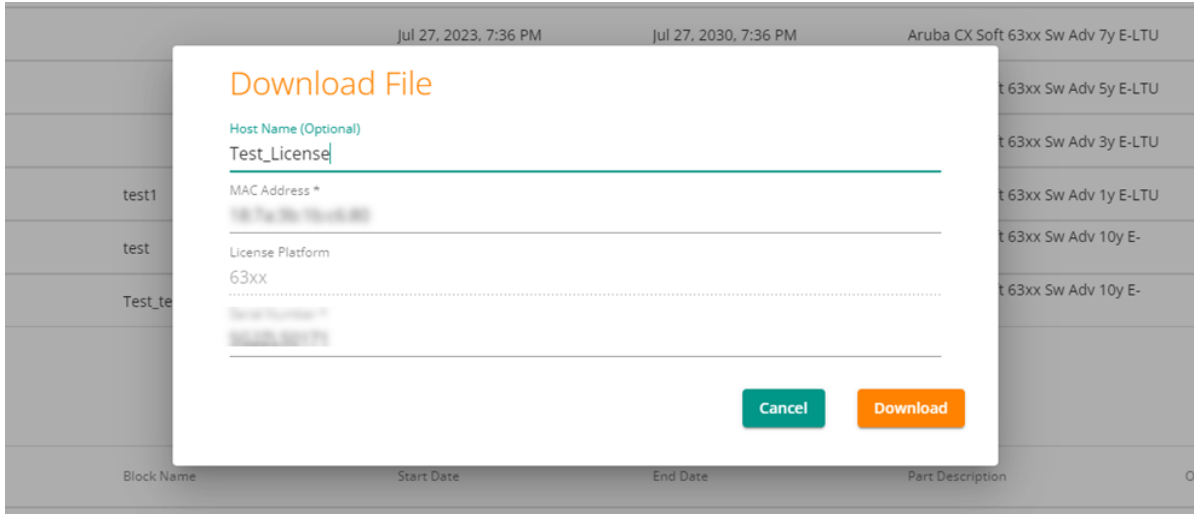 Jul 27, 2023, 7:36 PM Jul 27, 2030, 7:36 PM Aruba CX Soft 63xx Sw Adv 7y E-LTU
Download File
t 63xx Sw Adv 5y E-LTU
Host Name (Optional)
Test_License
t 63xx Sw Adv 3y E-LTU
MAC Address *
test1
t 63xx Sw Adv 1y E-LTU
test
License Platform
t 63xx Sw Adv 10y E-
63xx
Test_te
t 63xx Sw Adv 10y E-
Cancel Download
Block Name Start Date End Date Part Description